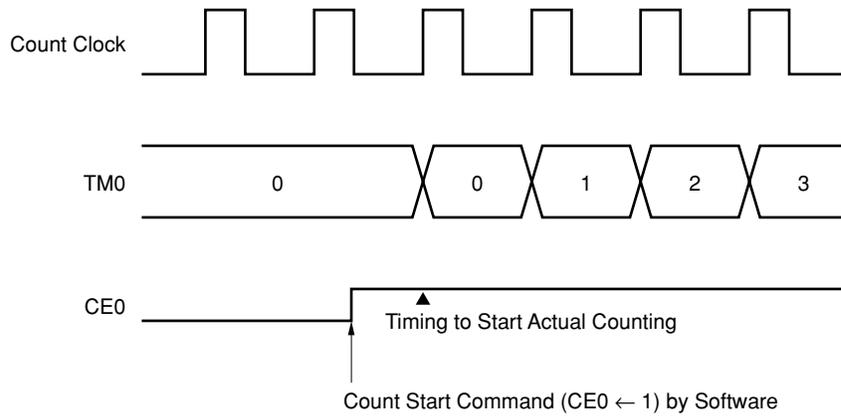 Count Clock
TM0
0
0
1
2
3
CE0
Timing to Start Actual Counting
Count Start Command (CE0 ← 1) by Software